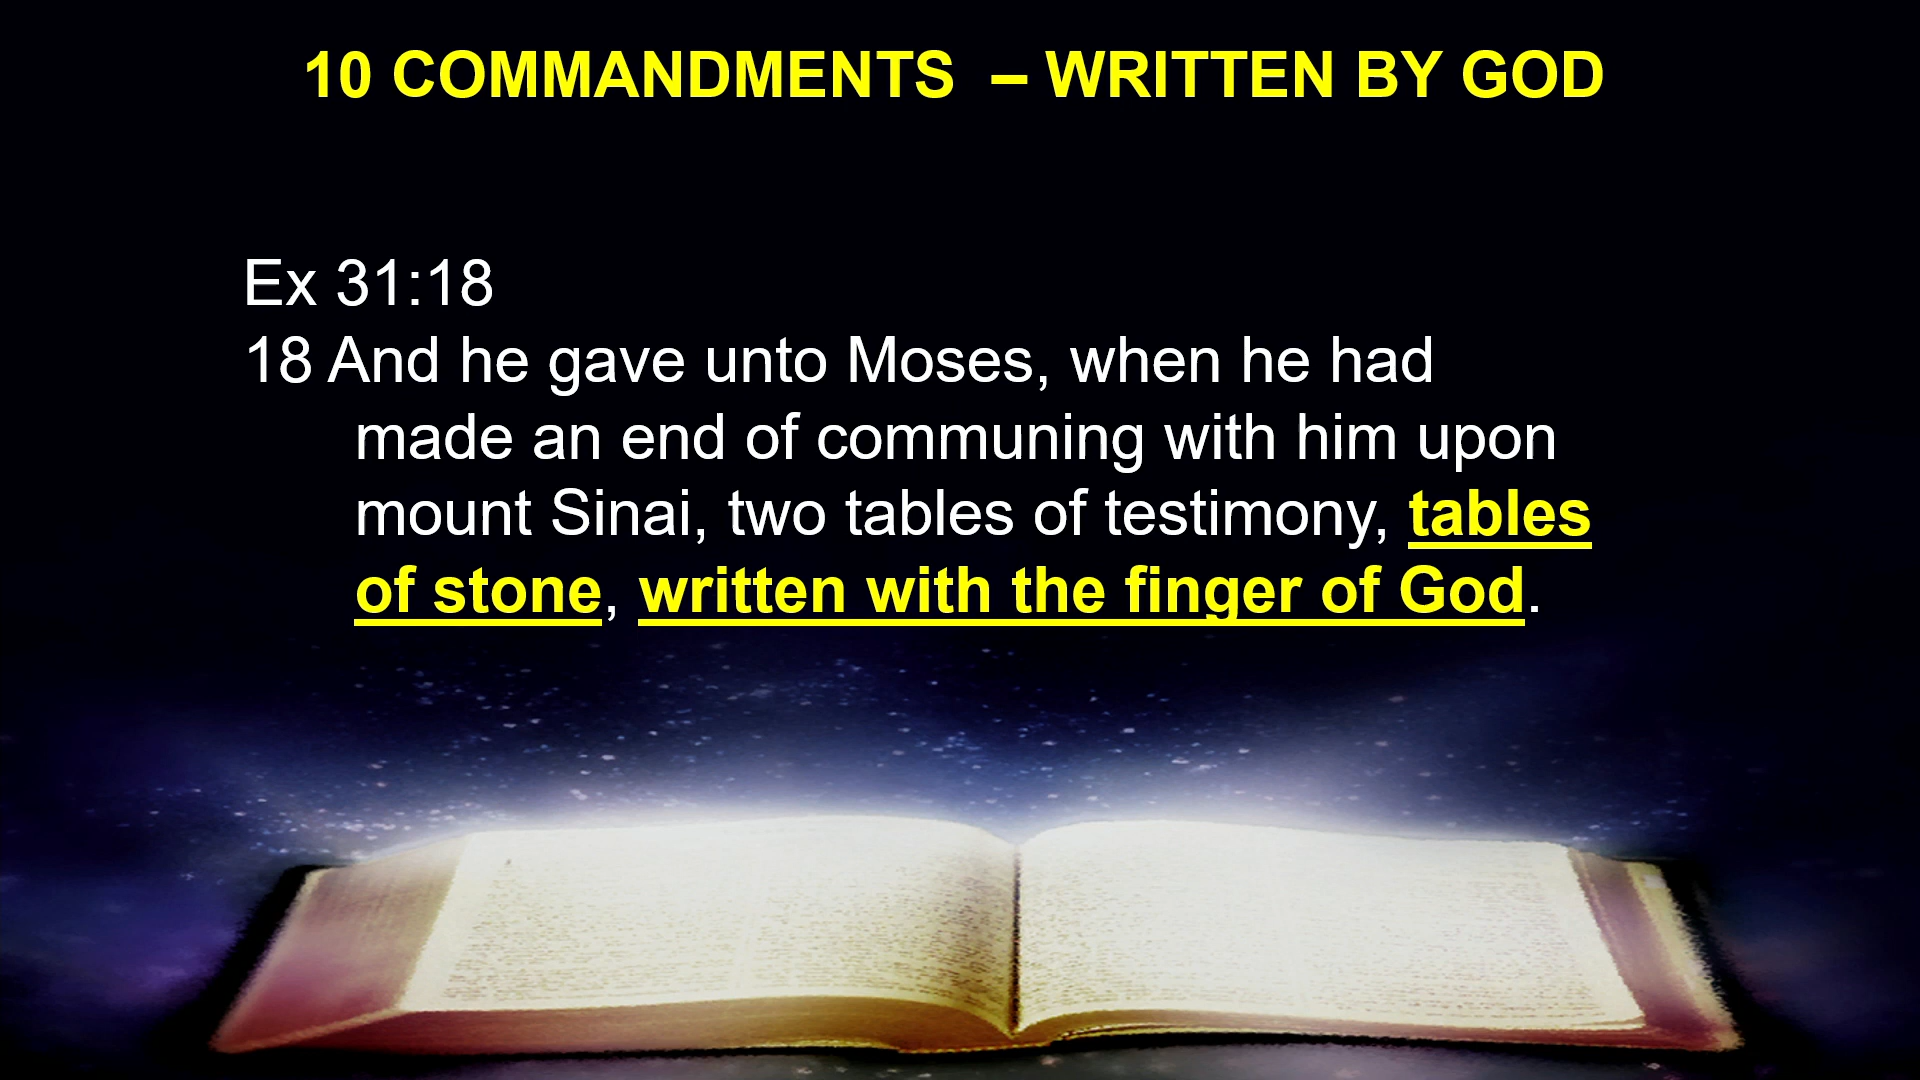 10 COMMANDMENTS – WRITTEN BY GOD
Ex 31:18
18 And he gave unto Moses, when he had
made an end of communing with him upon
mount Sinai, two tables of testimony, tables
of stone, written with the finger of God.